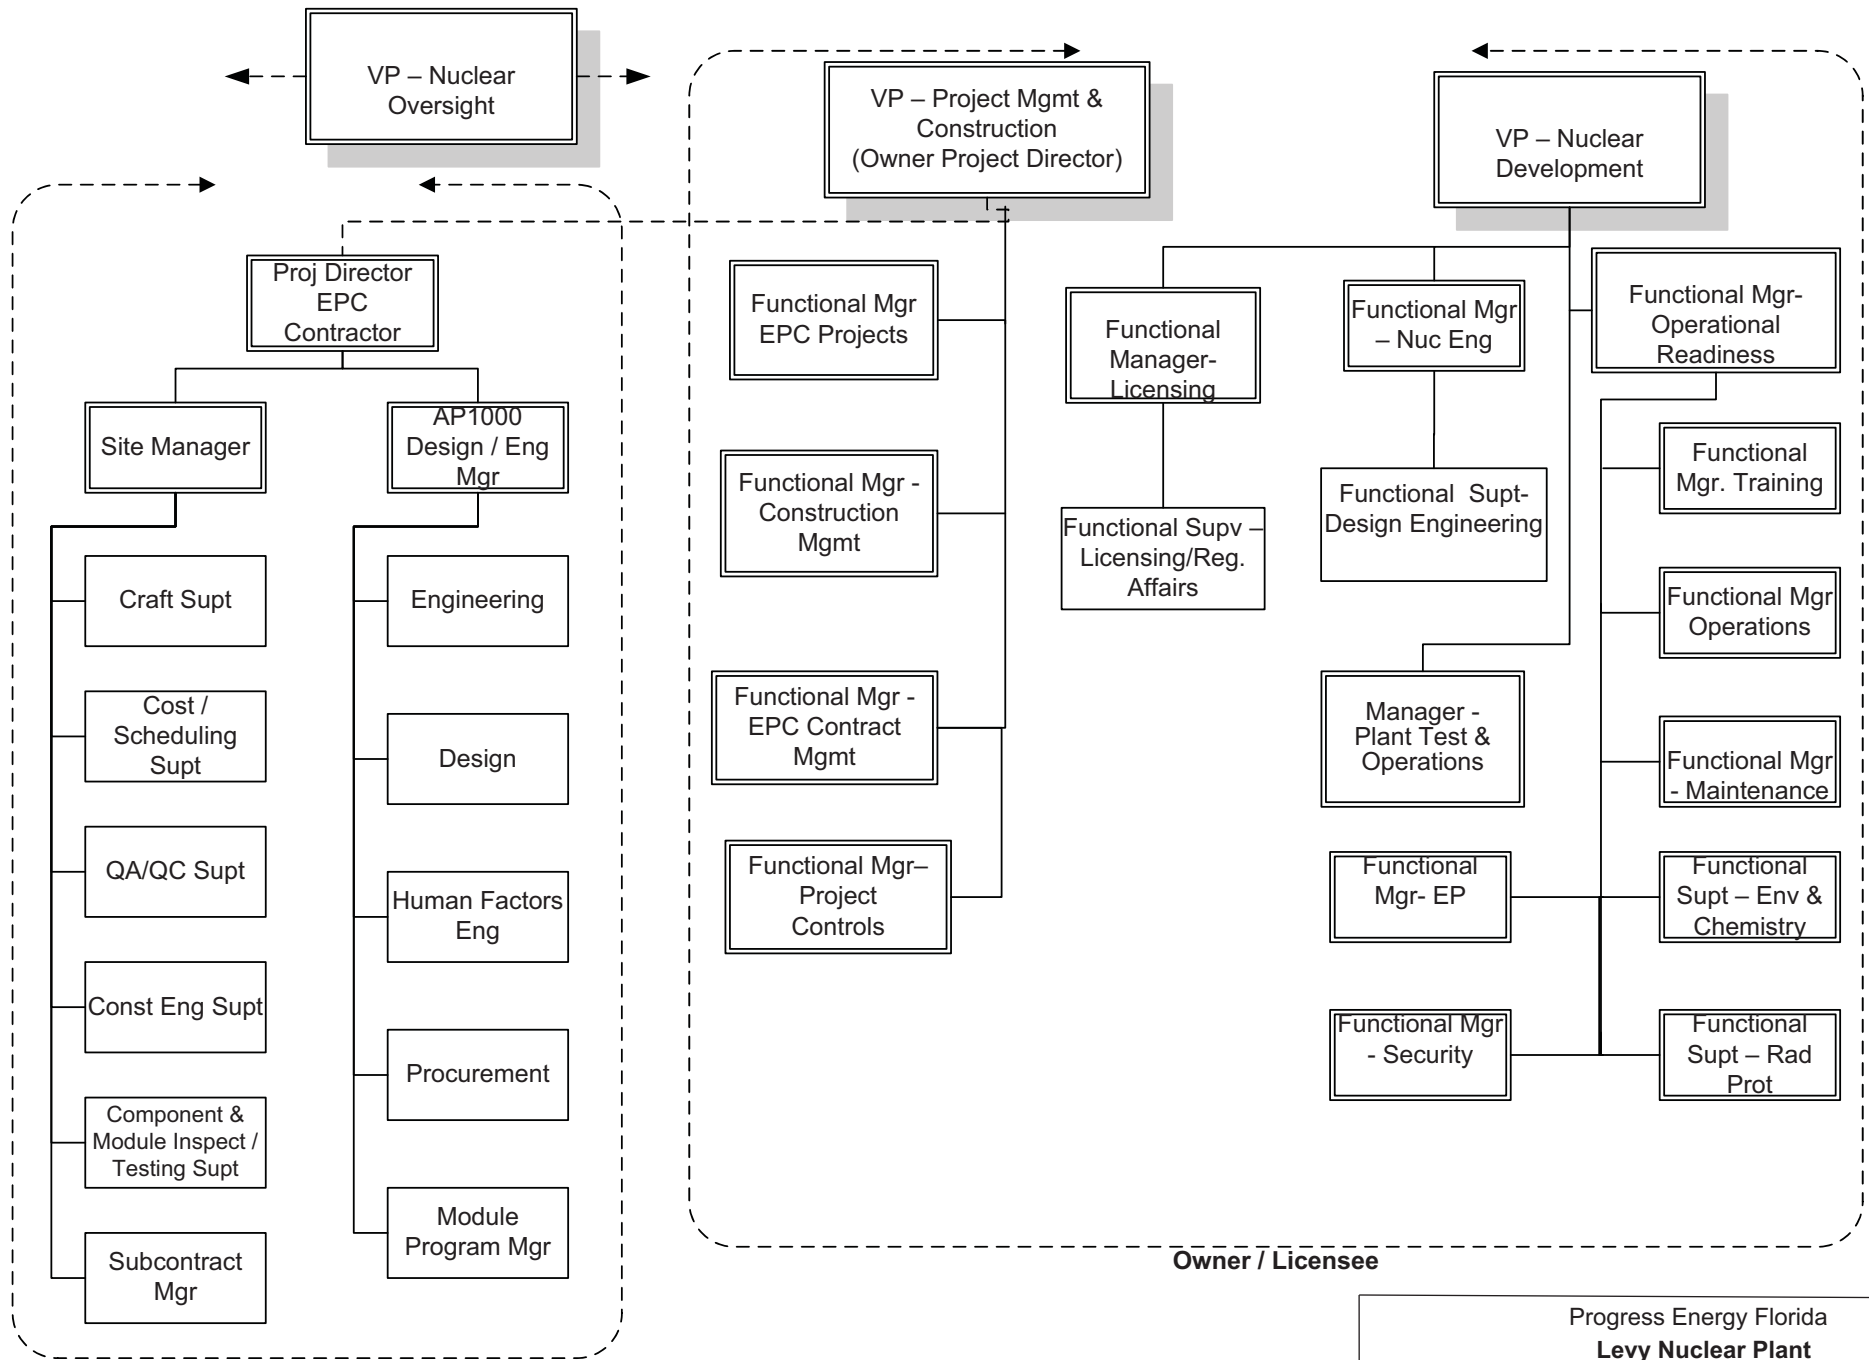 VP – Nuclear
Oversight
VP – Project Mgmt &
Construction
(Owner Project Director)
VP – Nuclear
Development
Proj Director
EPC
Contractor
Site Manager
AP1000
Design / Eng
Mgr
Craft Supt
Cost /
Scheduling
Supt
QA/QC Supt
Const Eng Supt
Component &
Module Inspect /
Testing Supt
Subcontract
Mgr
Engineering
Design
Human Factors
Eng
Procurement
Module
Program Mgr
Functional Mgr
EPC Projects
Functional Mgr -
Construction
Mgmt
Functional Mgr -
EPC Contract
Mgmt
Functional Mgr–
Project
Controls
Functional
Manager-
Licensing
Functional Supv –
Licensing/Reg.
Affairs
Functional Mgr
– Nuc Eng
Functional Supt-
Design Engineering
Manager -
Plant Test &
Operations
Functional Mgr-
Operational
Readiness
Functional
Mgr. Training
Functional Mgr
Operations
Functional Mgr
- Maintenance
Functional
Mgr- EP
Functional
Supt – Env &
Chemistry
Functional Mgr
- Security
Functional
Supt – Rad
Prot
Owner / Licensee
Progress Energy Florida
Levy Nuclear Plant